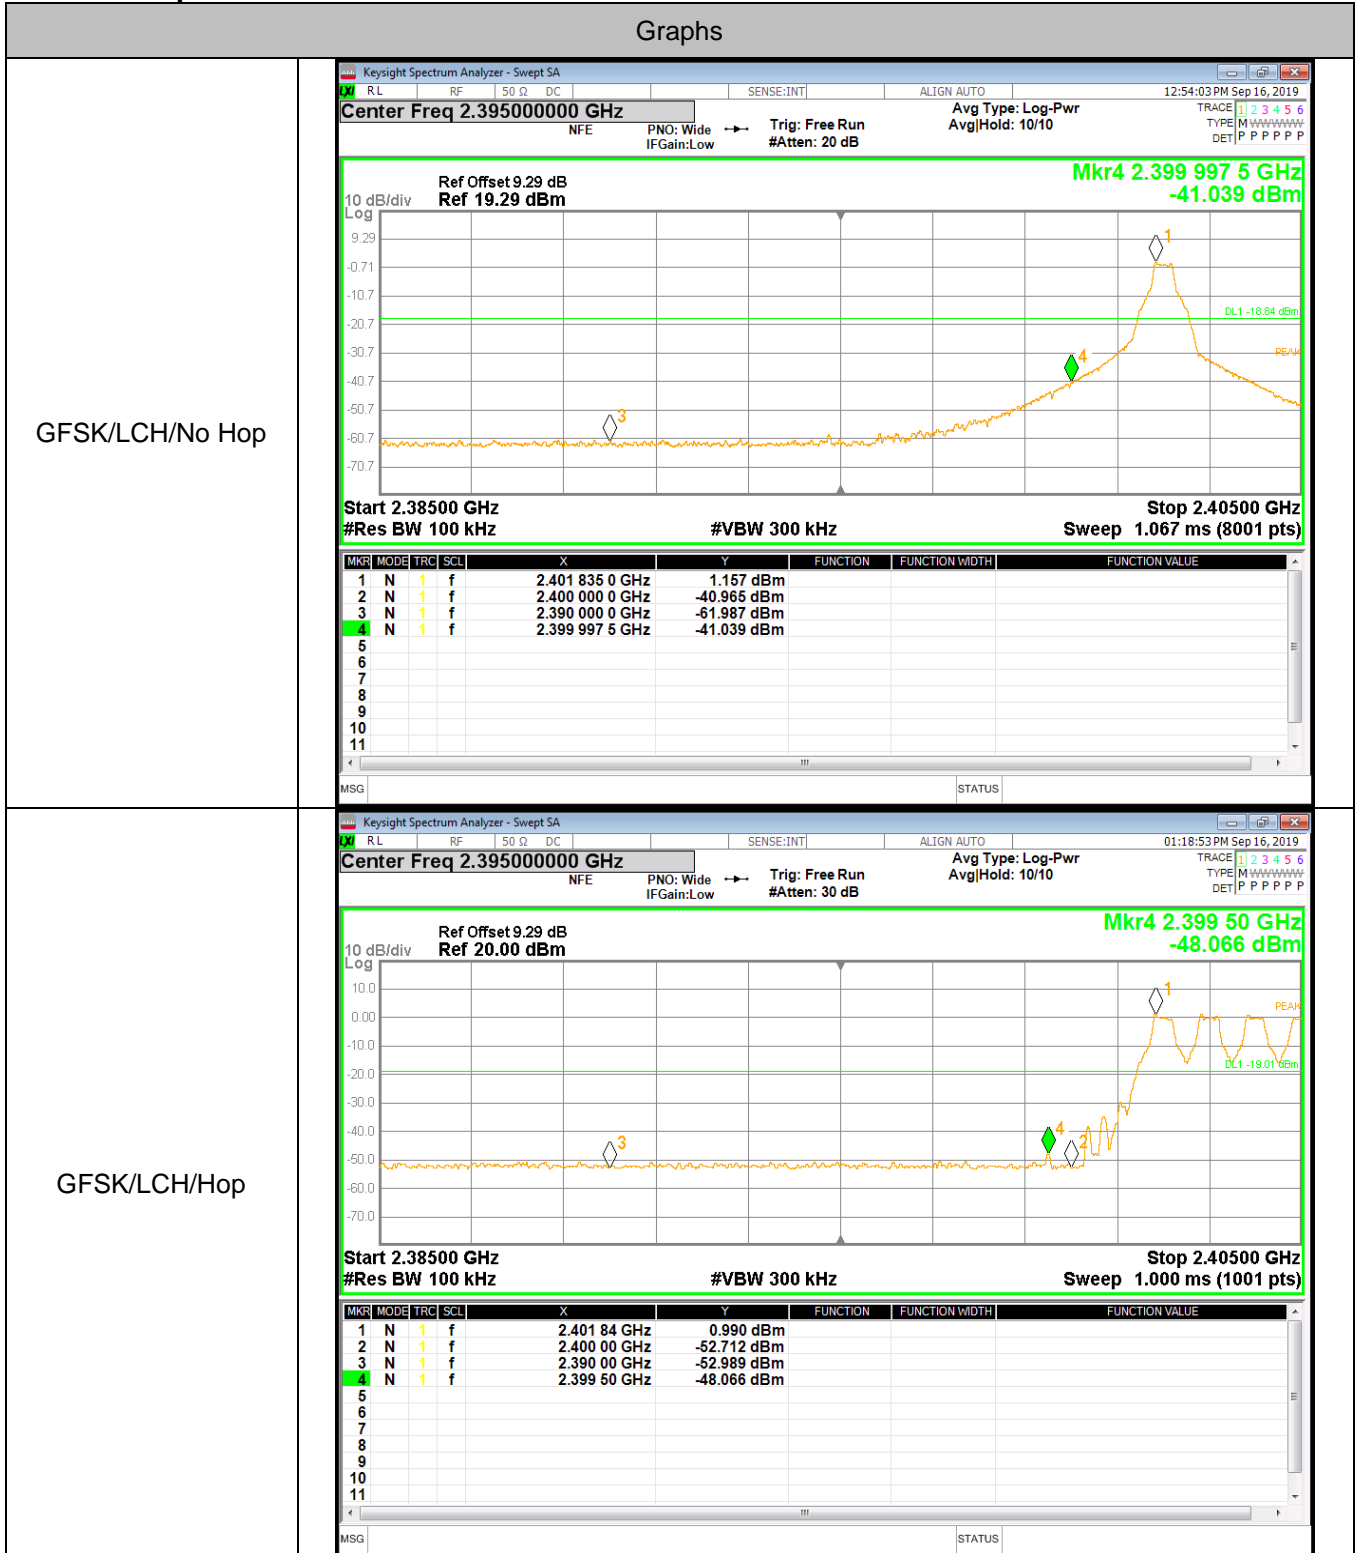 Graphs
GFSK/LCH/No Hop
Keysight Spectrum Analyzer - Swept SA
LXI RL RF 50 Ω DC SENSE:INT ALIGN AUTO 12:54:03 PM Sep 16, 2019
Center Freq 2.395000000 GHz Avg Type: Log-Pwr TRACE 1 2 3 4 5 6
NFE PNO: Wide Trig: Free Run Avg|Hold: 10/10 TYPE M WWWWW
IFGain:Low #Atten: 20 dB DET P P P P P P
Mkr4 2.399 997 5 GHz
-41.039 dBm
Ref Offset 9.29 dB
10 dB/div Ref 19.29 dBm
Log
9.29
-0.71
-10.7
-20.7
-30.7
-40.7
-50.7
-60.7
-70.7
1
DL1 -18.84 dBm
PEAK
4
3
Start 2.38500 GHz Stop 2.40500 GHz
#Res BW 100 kHz #VBW 300 kHz Sweep 1.067 ms (8001 pts)
MKR MODE TRC SCL X Y FUNCTION FUNCTION WIDTH FUNCTION VALUE
1 N 1 f 2.401 835 0 GHz 1.157 dBm
2 N 1 f 2.400 000 0 GHz -40.965 dBm
3 N 1 f 2.390 000 0 GHz -61.987 dBm
4 N 1 f 2.399 997 5 GHz -41.039 dBm
5
6
7
8
9
10
11
MSG STATUS
GFSK/LCH/Hop
Keysight Spectrum Analyzer - Swept SA
LXI RL RF 50 Ω DC SENSE:INT ALIGN AUTO 01:18:53 PM Sep 16, 2019
Center Freq 2.395000000 GHz Avg Type: Log-Pwr TRACE 1 2 3 4 5 6
NFE PNO: Wide Trig: Free Run Avg|Hold: 10/10 TYPE M WWWWW
IFGain:Low #Atten: 30 dB DET P P P P P P
Mkr4 2.399 50 GHz
-48.066 dBm
Ref Offset 9.29 dB
10 dB/div Ref 20.00 dBm
Log
10.0
0.00
-10.0
-20.0
-30.0
-40.0
-50.0
-60.0
-70.0
1
PEAK
DL1 -19.01 dBm
4
2
3
Start 2.38500 GHz Stop 2.40500 GHz
#Res BW 100 kHz #VBW 300 kHz Sweep 1.000 ms (1001 pts)
MKR MODE TRC SCL X Y FUNCTION FUNCTION WIDTH FUNCTION VALUE
1 N 1 f 2.401 84 GHz 0.990 dBm
2 N 1 f 2.400 00 GHz -52.712 dBm
3 N 1 f 2.390 00 GHz -52.989 dBm
4 N 1 f 2.399 50 GHz -48.066 dBm
5
6
7
8
9
10
11
MSG STATUS